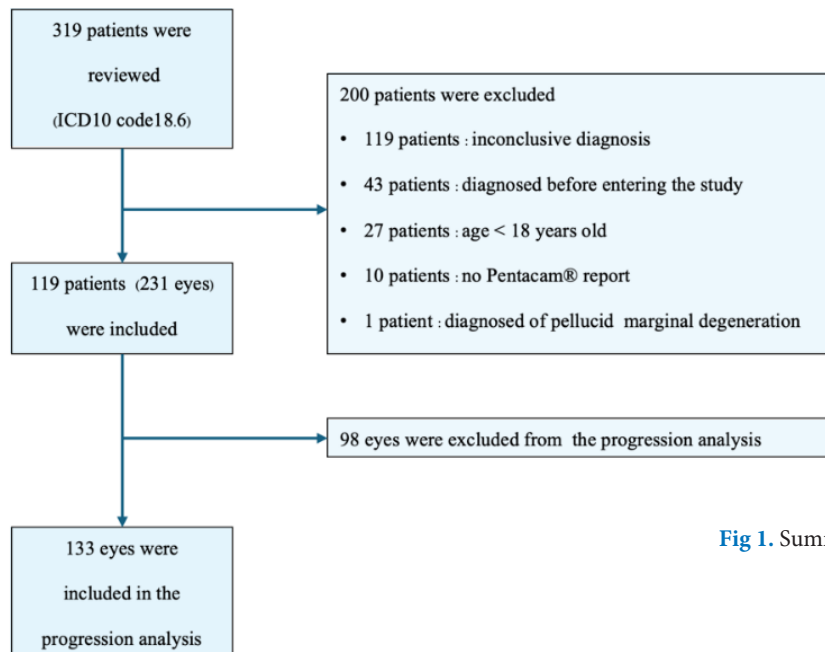 319 patients were
reviewed
(ICD10 code18.6)
200 patients were excluded
• 119 patients : inconclusive diagnosis
• 43 patients : diagnosed before entering the study
• 27 patients : age < 18 years old
• 10 patients : no Pentacam® report
• 1 patient : diagnosed of pellucid marginal degeneration
119 patients (231 eyes)
were included
98 eyes were excluded from the progression analysis
133 eyes were
included in the
progression analysis
Fig 1.